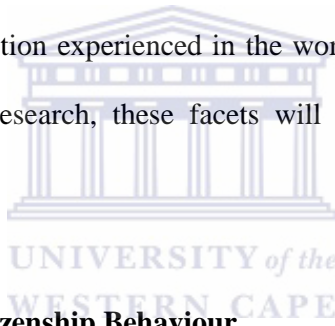 tion experienced in the wor
esearch, these facets will
UNIVERSITY of the
WESTERN CAPE
zenship Behaviour